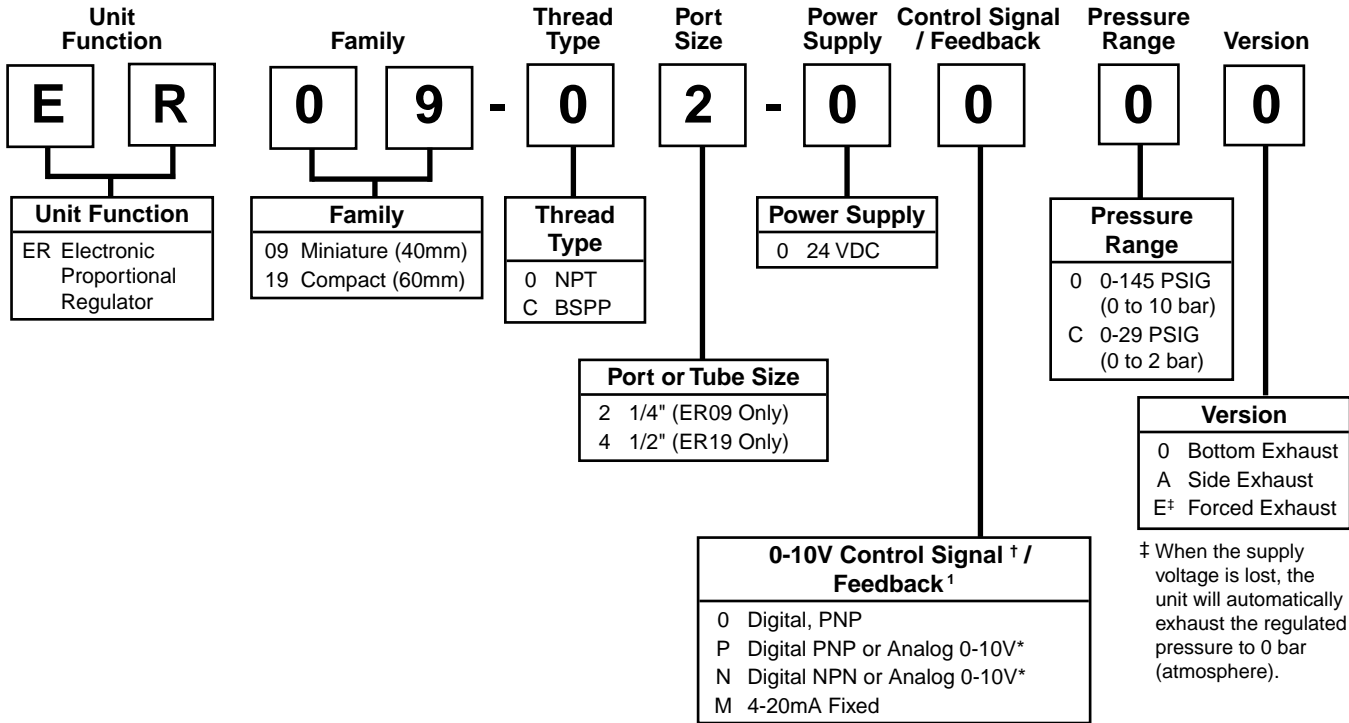 Unit
Function
Family
Thread
Type
Port
Size
Power
Supply
Control Signal
/ Feedback
Pressure
Range
Version
E R 0 9 - 0 2 - 0 0 0 0
Unit Function
ER Electronic
Proportional
Regulator
Family
09 Miniature (40mm)
19 Compact (60mm)
Thread
Type
0 NPT
C BSPP
Power Supply
0 24 VDC
Pressure
Range
0 0-145 PSIG
(0 to 10 bar)
C 0-29 PSIG
(0 to 2 bar)
Port or Tube Size
2 1/4" (ER09 Only)
4 1/2" (ER19 Only)
Version
0 Bottom Exhaust
A Side Exhaust
E‡ Forced Exhaust
‡ When the supply
voltage is lost, the
unit will automatically
exhaust the regulated
pressure to 0 bar
(atmosphere).
0-10V Control Signal † /
Feedback ¹
0 Digital, PNP
P Digital PNP or Analog 0-10V*
N Digital NPN or Analog 0-10V*
M 4-20mA Fixed